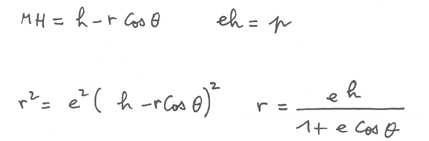 MH = h - r Cos θ eh = p
r² = e² ( h - r Cos θ )² r = eh / 1 + e Cos θ